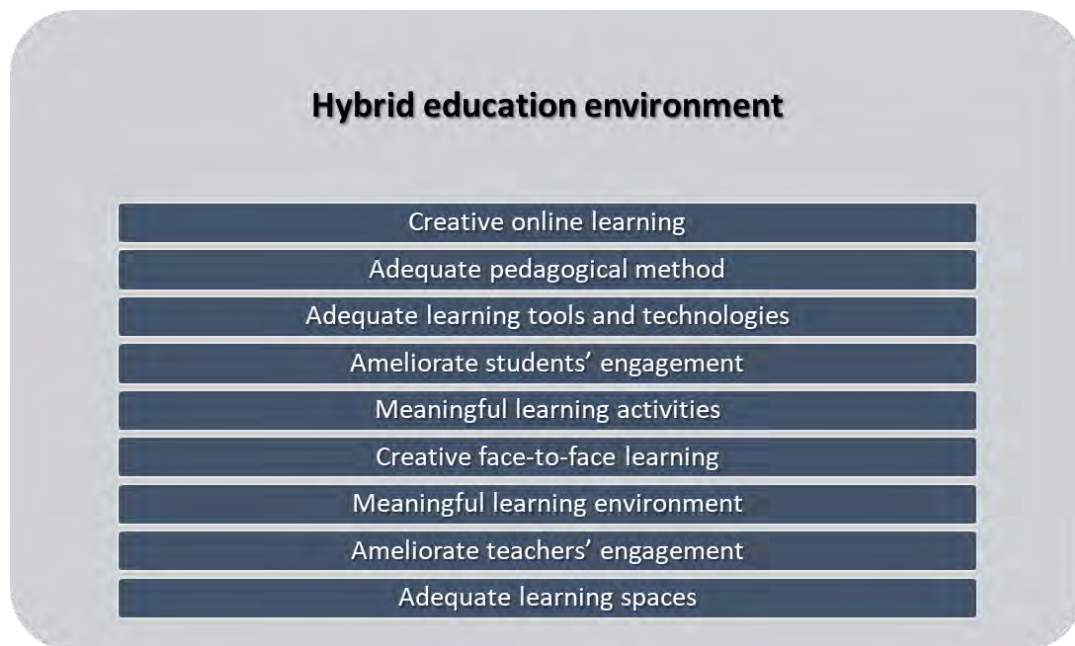 Hybrid education environment
Creative online learning
Adequate pedagogical method
Adequate learning tools and technologies
Ameliorate students’ engagement
Meaningful learning activities
Creative face-to-face learning
Meaningful learning environment
Ameliorate teachers’ engagement
Adequate learning spaces